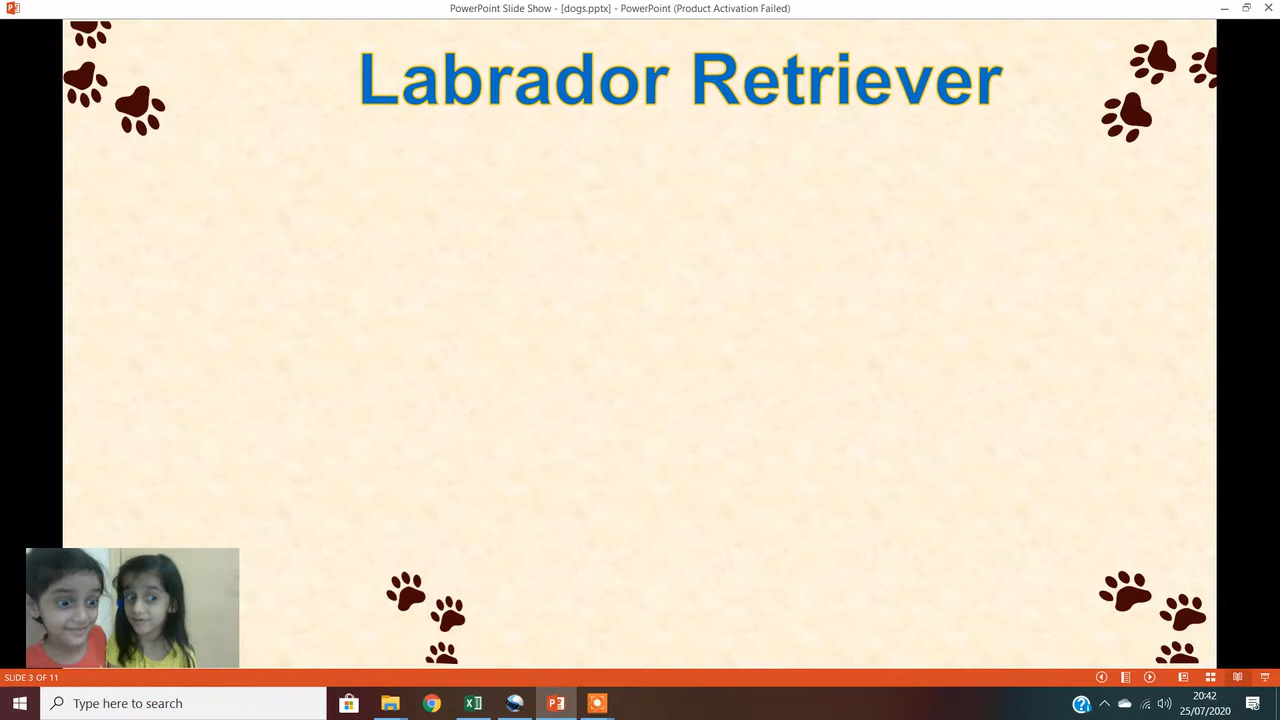 PowerPoint Slide Show - [dogs.pptx] - PowerPoint (Product Activation Failed)
Labrador Retriever
SLIDE 3 OF 11
Type here to search
20:42
25/07/2020